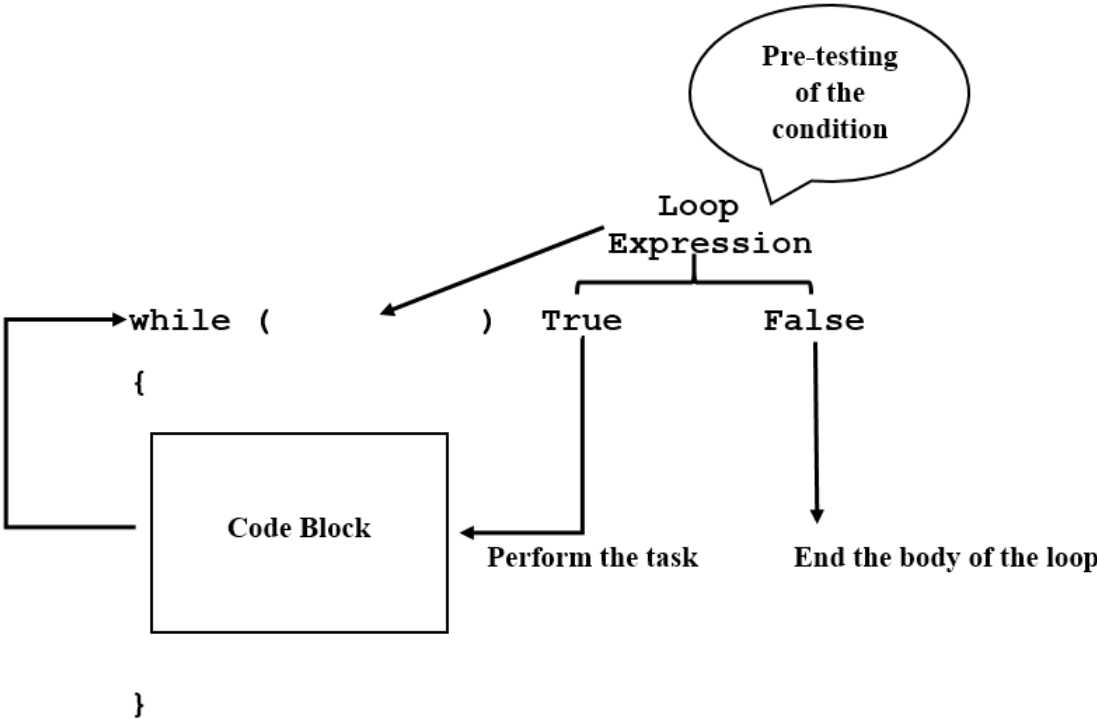 Pre-testing
of the
condition
Loop
Expression
while (          ) True False
{
Code Block
Perform the task
End the body of the loop
}